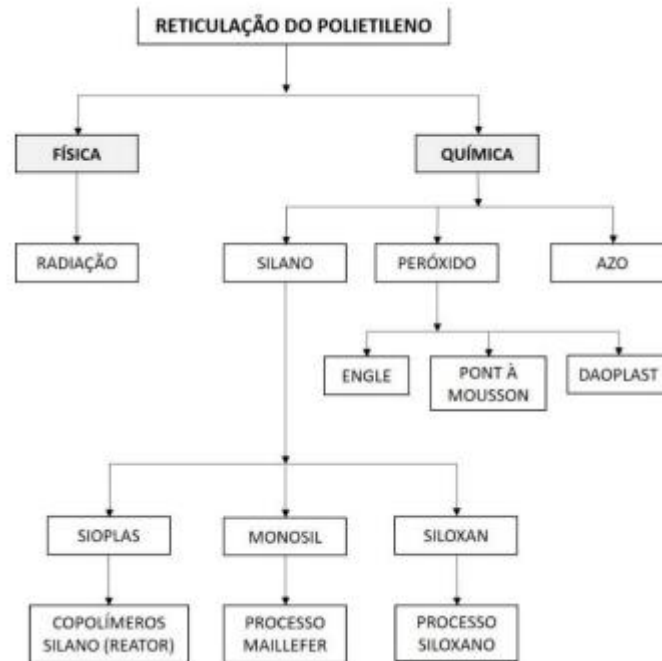 RETICULAÇÃO DO POLIETILENO
FÍSICA
QUÍMICA
RADIAÇÃO
SILANO
PERÓXIDO
AZO
ENGLE
PONT À
MOUSSON
DAOPLAST
SIOPLAS
MONOSIL
SILOXAN
COPOLÍMEROS
SILANO (REATOR)
PROCESSO
MAILLEFER
PROCESSO
SILOXANO